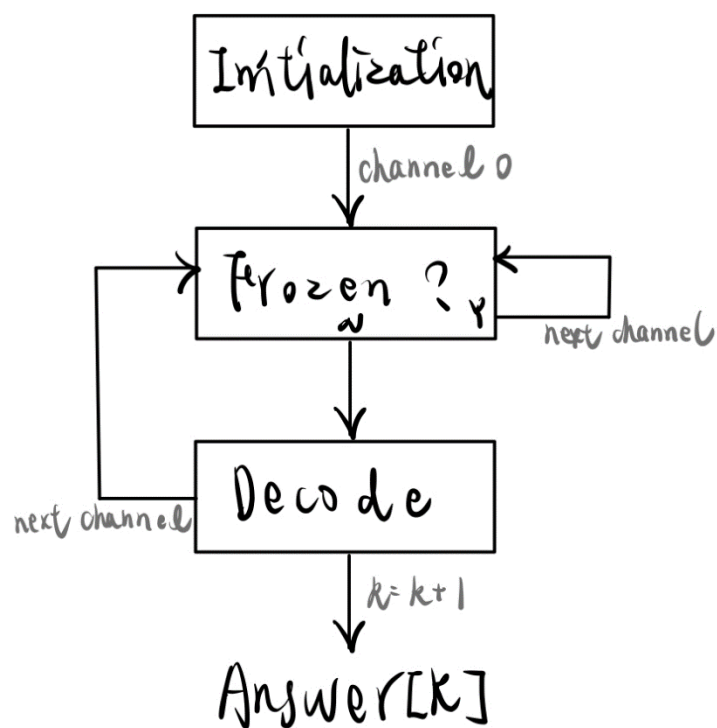 Initialization
channel 0
Frozen ?
N
Y
next channel
Decode
next channel
k=k+1
Answer[k]